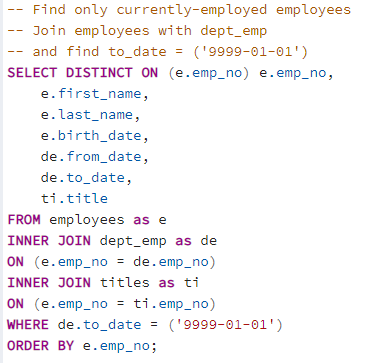 -- Find only currently-employed employees
-- Join employees with dept_emp
-- and find to_date = ('9999-01-01')
SELECT DISTINCT ON (e.emp_no) e.emp_no,
    e.first_name,
    e.last_name,
    e.birth_date,
    de.from_date,
    de.to_date,
    ti.title
FROM employees as e
INNER JOIN dept_emp as de
ON (e.emp_no = de.emp_no)
INNER JOIN titles as ti
ON (e.emp_no = ti.emp_no)
WHERE de.to_date = ('9999-01-01')
ORDER BY e.emp_no;